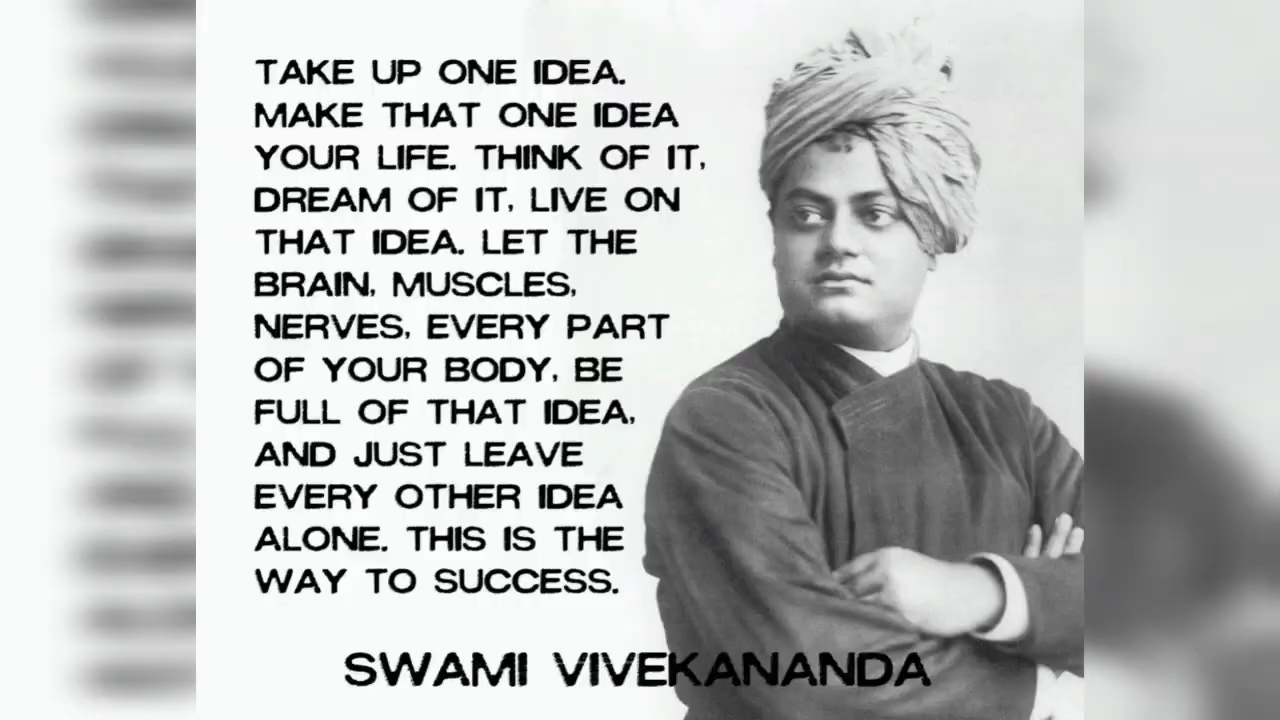 TAKE UP ONE IDEA.
MAKE THAT ONE IDEA
YOUR LIFE. THINK OF IT,
DREAM OF IT, LIVE ON
THAT IDEA. LET THE
BRAIN, MUSCLES,
NERVES, EVERY PART
OF YOUR BODY, BE
FULL OF THAT IDEA,
AND JUST LEAVE
EVERY OTHER IDEA
ALONE. THIS IS THE
WAY TO SUCCESS.
SWAMI VIVEKANANDA